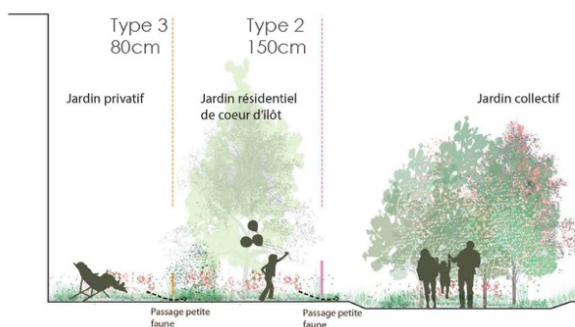 Type 3
80cm
Type 2
150cm
Jardin privatif
Jardin résidentiel
de coeur d'ilôt
Jardin collectif
Passage petite
faune
Passage petite
faune